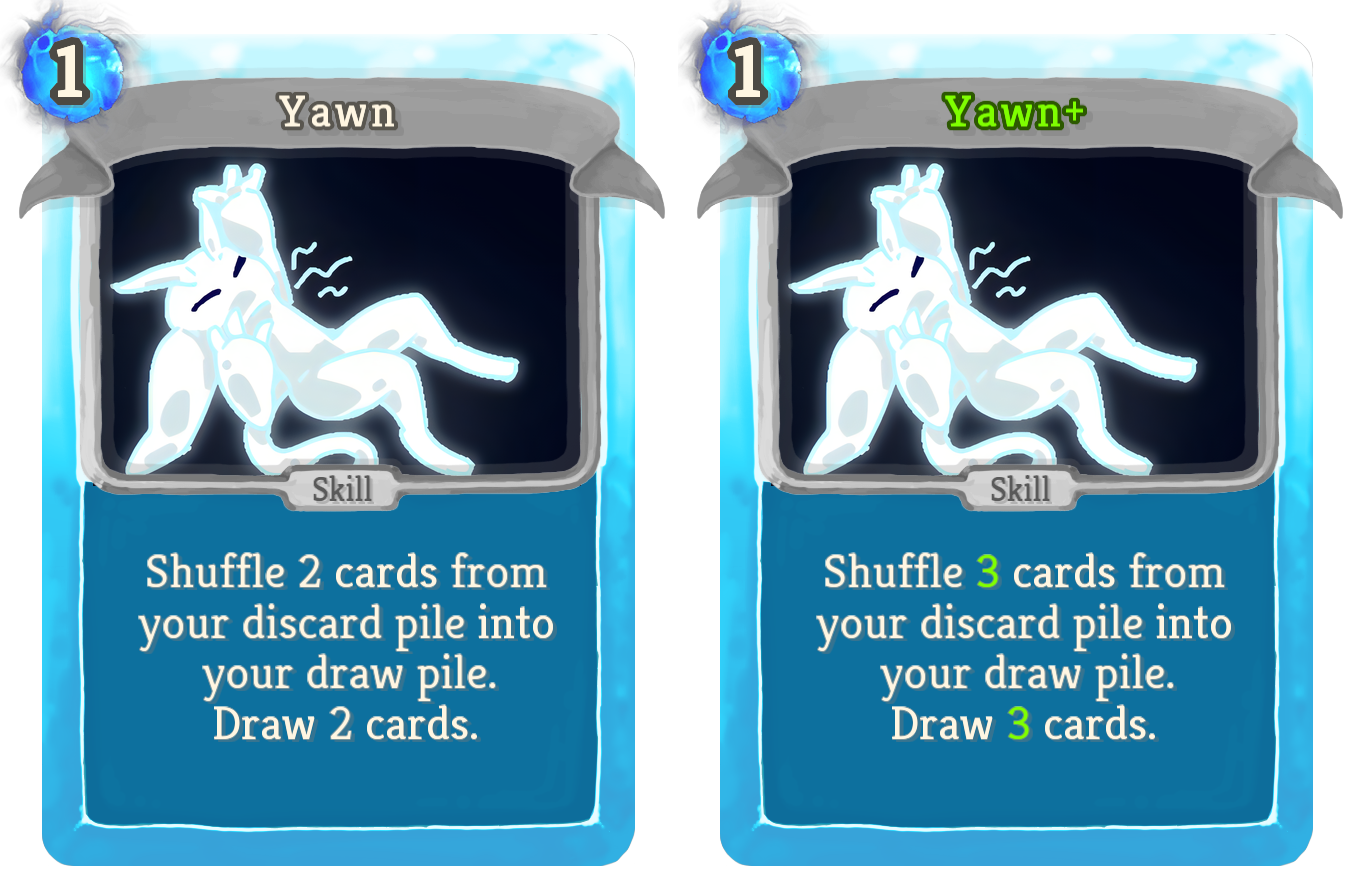 1
Yawn
Skill
Shuffle 2 cards from
your discard pile into
your draw pile.
Draw 2 cards.
1
Yawn+
Skill
Shuffle 3 cards from
your discard pile into
your draw pile.
Draw 3 cards.